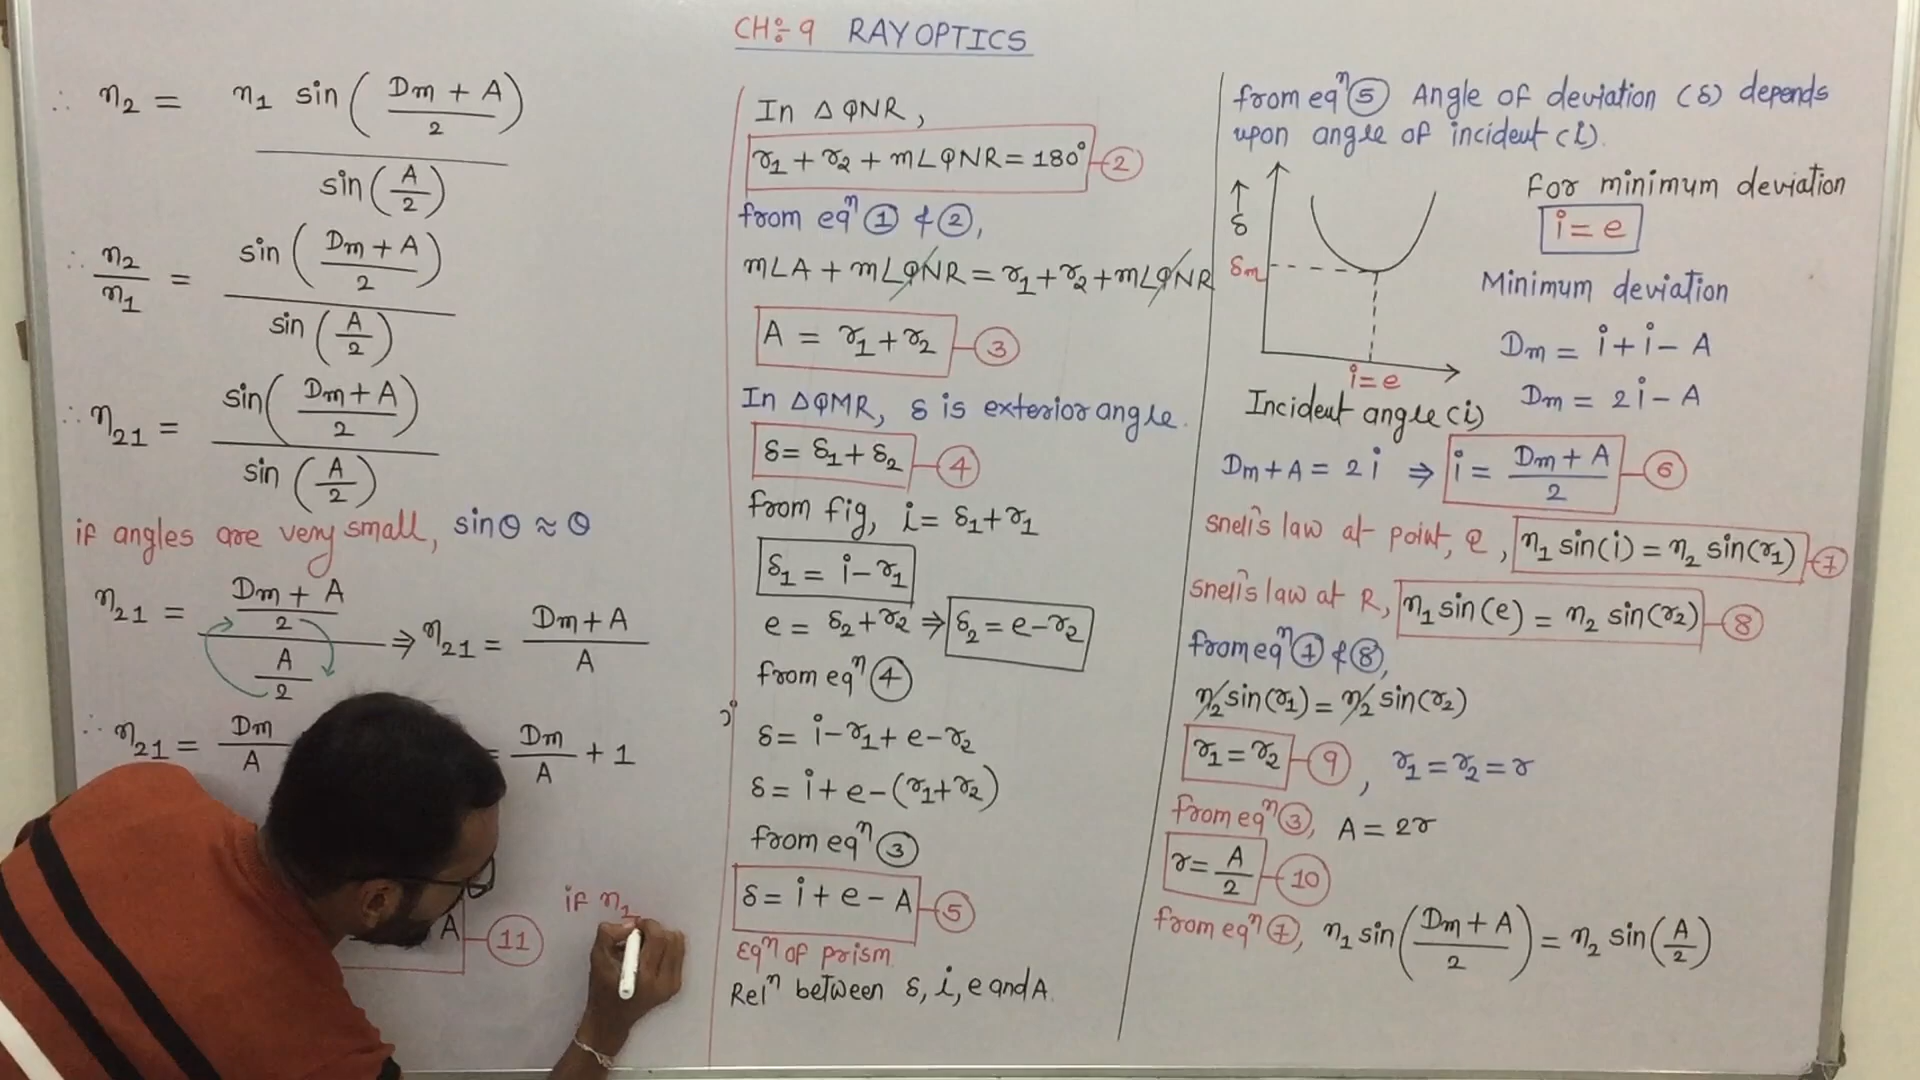 CH:- 9 RAY OPTICS
∴ n2 = n1 sin((Dm + A)/2) / sin(A/2)
∴ n2/n1 = sin((Dm + A)/2) / sin(A/2)
∴ n21 = sin((Dm + A)/2) / sin(A/2)
if angles are very small, sinθ ≈ θ
n21 = ((Dm + A)/2) / (A/2) ⇒ n21 = (Dm + A)/A
∴ n21 = Dm/A = Dm/A + 1
A 11
if n1
In △QNR,
r1 + r2 + m∠QNR = 180° 2
from eqn 1 & 2,
m∠A + m∠QNR = r1 + r2 + m∠QNR
A = r1 + r2 3
In △QMR, δ is exterior angle.
δ = δ1 + δ2 4
from fig, i = δ1 + r1
δ1 = i - r1
e = δ2 + r2 ⇒ δ2 = e - r2
from eqn 4
δ = i - r1 + e - r2
δ = i + e - (r1 + r2)
from eqn 3
δ = i + e - A 5
Eqn of prism
Reln between δ, i, e and A.
from eqn 5 Angle of deviation (δ) depends
upon angle of incident (i).
↑
δ
δm
i = e
Incident angle (i)
For minimum deviation
i = e
Minimum deviation
Dm = i + i - A
Dm = 2i - A
Dm + A = 2i ⇒ i = (Dm + A)/2 6
snell's law at point, Q, n1 sin(i) = n2 sin(r1) 7
snell's law at R, n1 sin(e) = n2 sin(r2) 8
from eqn 7 & 8,
n2 sin(r1) = n2 sin(r2)
r1 = r2 9, r1 = r2 = r
from eqn 3, A = 2r
r = A/2 10
from eqn 7, n1 sin((Dm + A)/2) = n2 sin(A/2)